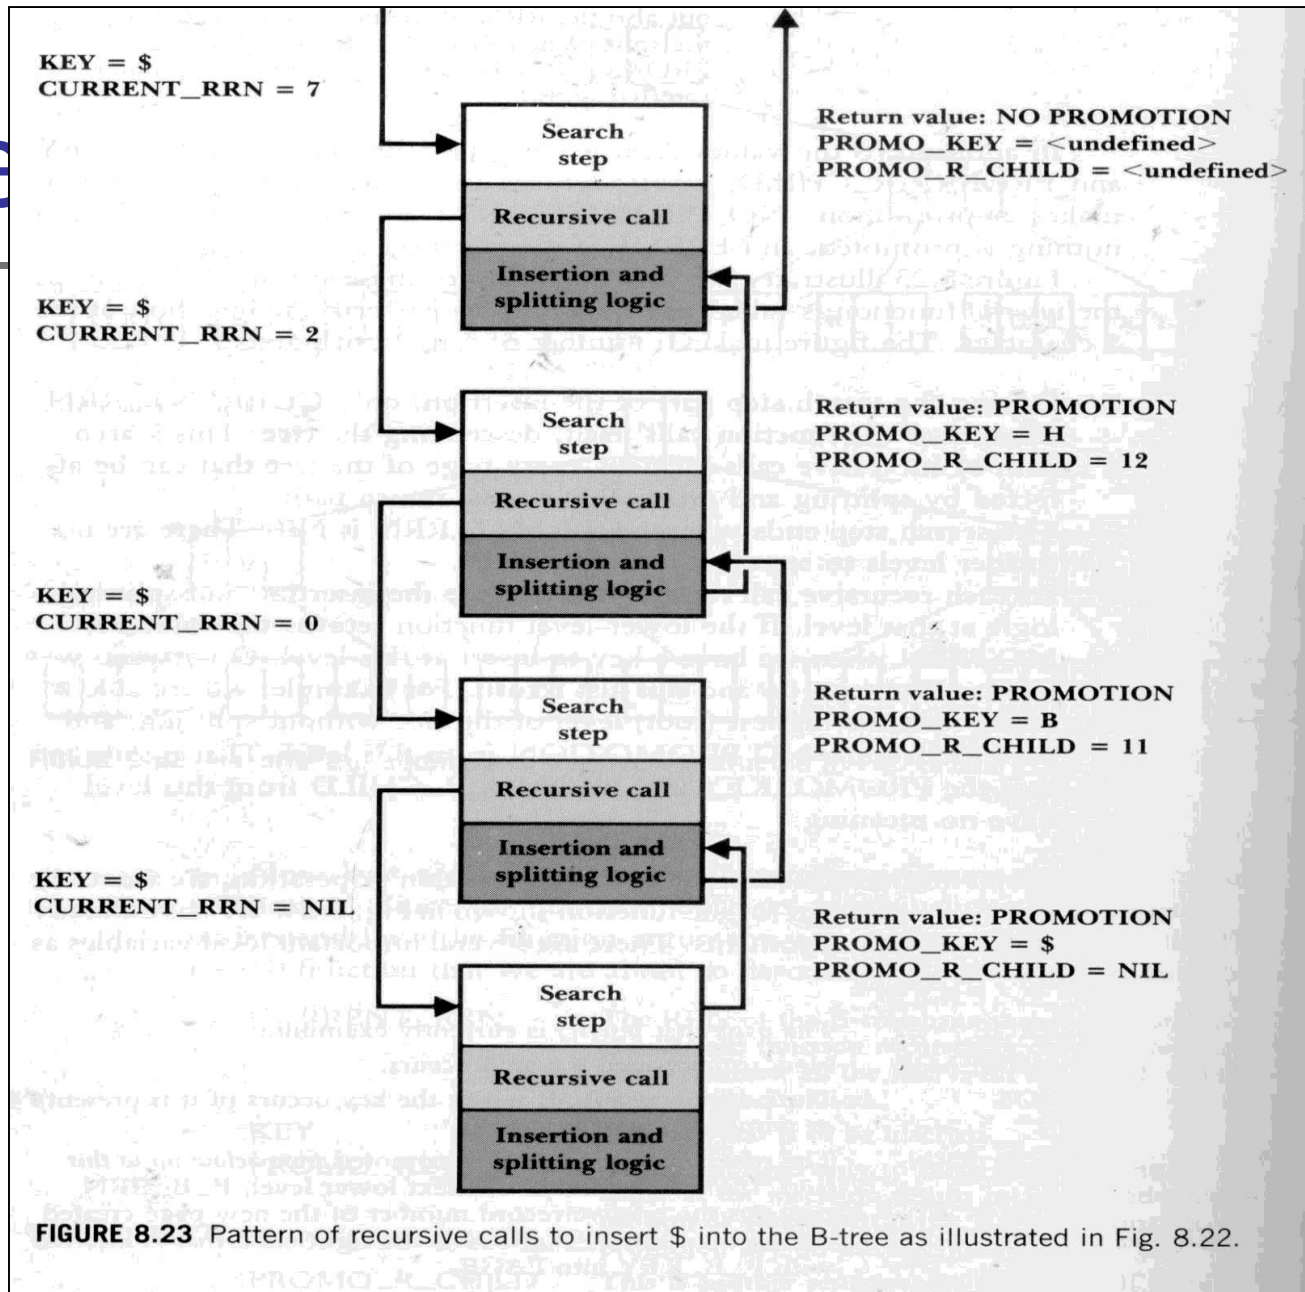 KEY = $
CURRENT_RRN = 7
Search
step
Recursive call
Insertion and
splitting logic
Return value: NO PROMOTION
PROMO_KEY = <undefined>
PROMO_R_CHILD = <undefined>
KEY = $
CURRENT_RRN = 2
Search
step
Recursive call
Insertion and
splitting logic
Return value: PROMOTION
PROMO_KEY = H
PROMO_R_CHILD = 12
KEY = $
CURRENT_RRN = 0
Search
step
Recursive call
Insertion and
splitting logic
Return value: PROMOTION
PROMO_KEY = B
PROMO_R_CHILD = 11
KEY = $
CURRENT_RRN = NIL
Search
step
Recursive call
Insertion and
splitting logic
Return value: PROMOTION
PROMO_KEY = $
PROMO_R_CHILD = NIL
FIGURE 8.23 Pattern of recursive calls to insert $ into the B-tree as illustrated in Fig. 8.22.